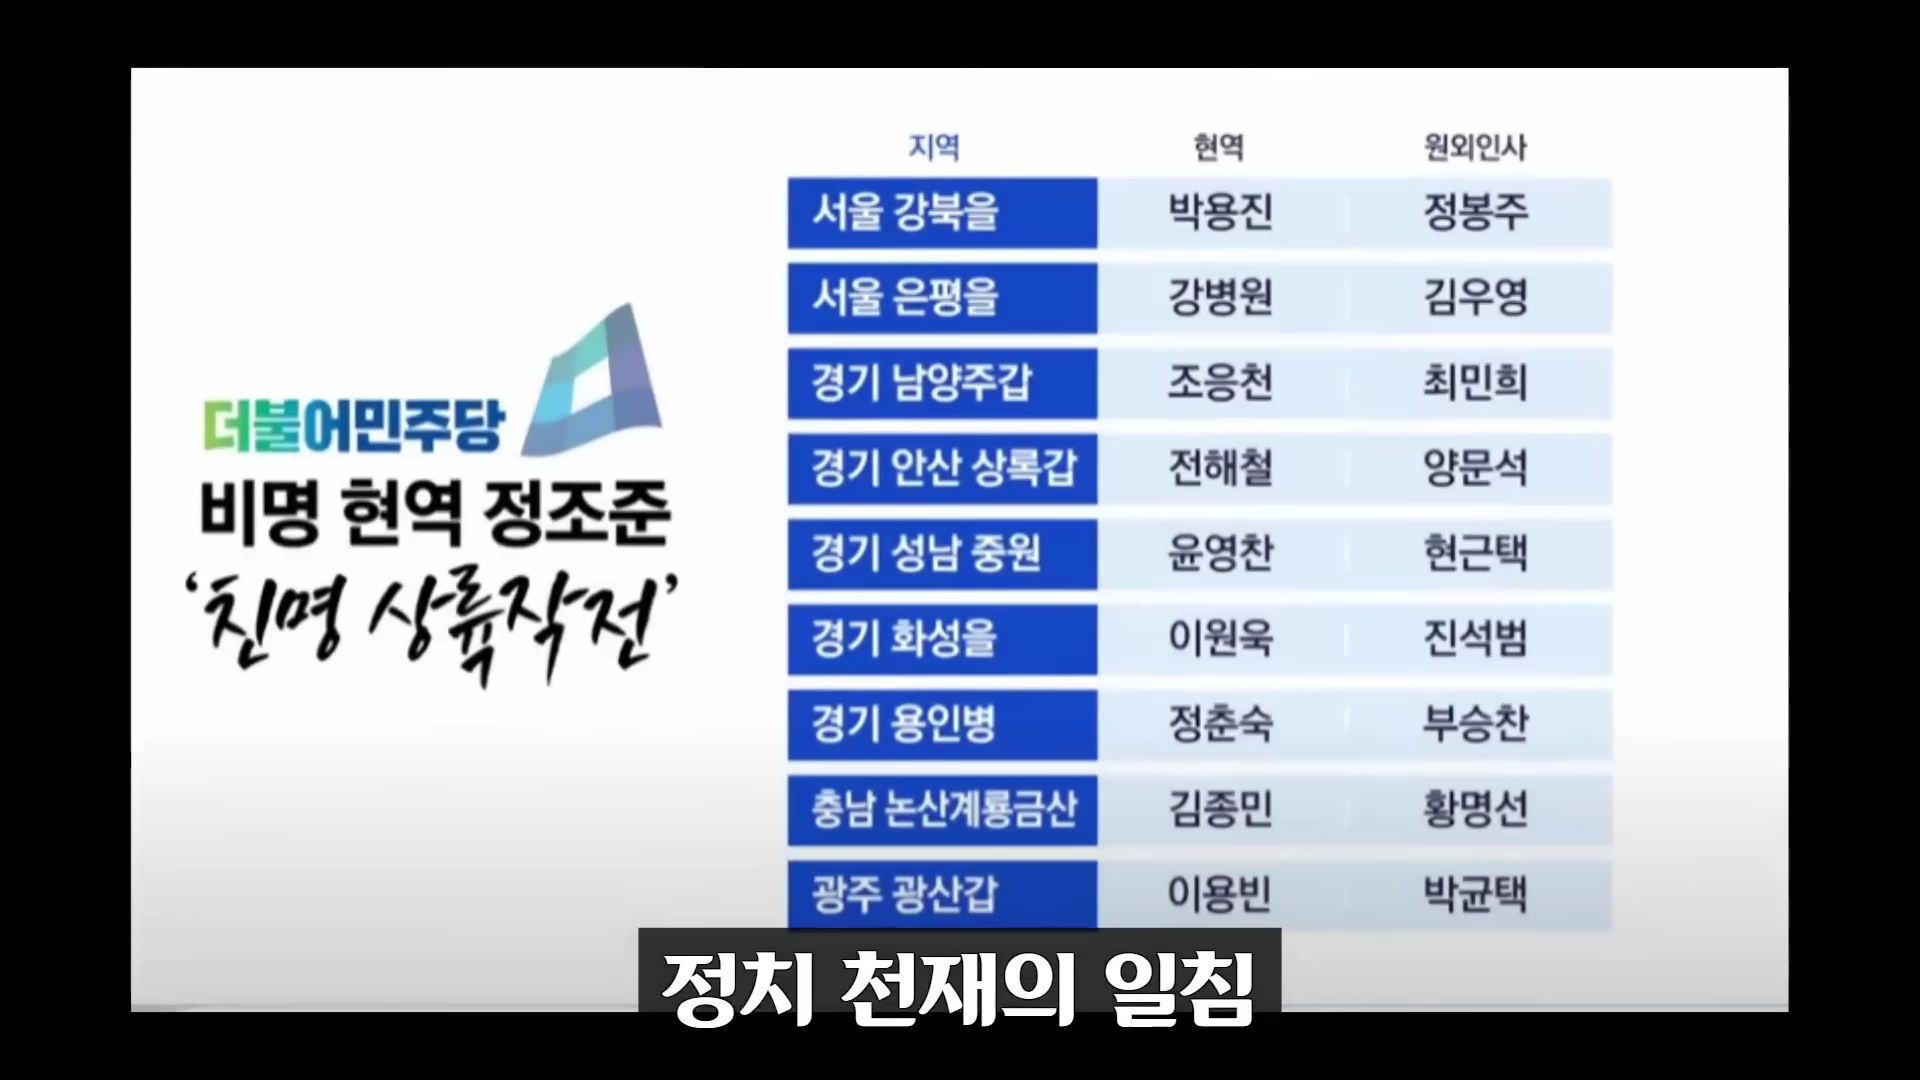 더불어민주당
비명 현역 정조준
‘친명 상륙작전’
지역 현역 원외인사
서울 강북을 박용진 정봉주
서울 은평을 강병원 김우영
경기 남양주갑 조응천 최민희
경기 안산 상록갑 전해철 양문석
경기 성남 중원 윤영찬 현근택
경기 화성을 이원욱 진석범
경기 용인병 정춘숙 부승찬
충남 논산계룡금산 김종민 황명선
광주 광산갑 이용빈 박균택
정치 천재의 일침